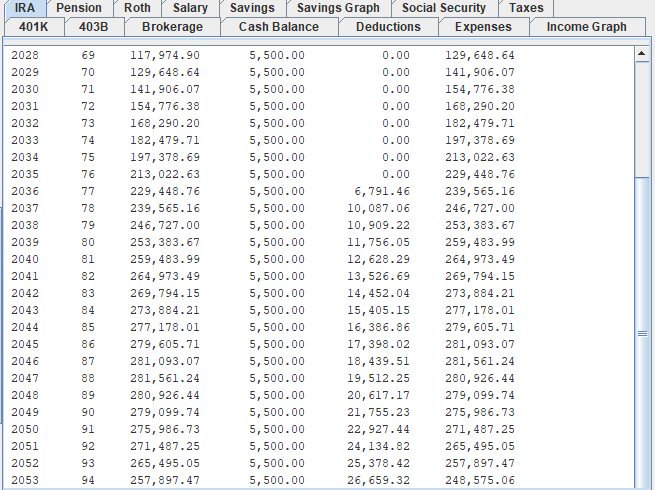 IRA Pension Roth Salary Savings Savings Graph Social Security Taxes
401K 403B Brokerage Cash Balance Deductions Expenses Income Graph
2028 69 117,974.90 5,500.00 0.00 129,648.64
2029 70 129,648.64 5,500.00 0.00 141,906.07
2030 71 141,906.07 5,500.00 0.00 154,776.38
2031 72 154,776.38 5,500.00 0.00 168,290.20
2032 73 168,290.20 5,500.00 0.00 182,479.71
2033 74 182,479.71 5,500.00 0.00 197,378.69
2034 75 197,378.69 5,500.00 0.00 213,022.63
2035 76 213,022.63 5,500.00 0.00 229,448.76
2036 77 229,448.76 5,500.00 6,791.46 239,565.16
2037 78 239,565.16 5,500.00 10,087.06 246,727.00
2038 79 246,727.00 5,500.00 10,909.22 253,383.67
2039 80 253,383.67 5,500.00 11,756.05 259,483.99
2040 81 259,483.99 5,500.00 12,628.29 264,973.49
2041 82 264,973.49 5,500.00 13,526.69 269,794.15
2042 83 269,794.15 5,500.00 14,452.04 273,884.21
2043 84 273,884.21 5,500.00 15,405.15 277,178.01
2044 85 277,178.01 5,500.00 16,386.86 279,605.71
2045 86 279,605.71 5,500.00 17,398.02 281,093.07
2046 87 281,093.07 5,500.00 18,439.51 281,561.24
2047 88 281,561.24 5,500.00 19,512.25 280,926.44
2048 89 280,926.44 5,500.00 20,617.17 279,099.74
2049 90 279,099.74 5,500.00 21,755.23 275,986.73
2050 91 275,986.73 5,500.00 22,927.44 271,487.25
2051 92 271,487.25 5,500.00 24,134.82 265,495.05
2052 93 265,495.05 5,500.00 25,378.42 257,897.47
2053 94 257,897.47 5,500.00 26,659.32 248,575.06